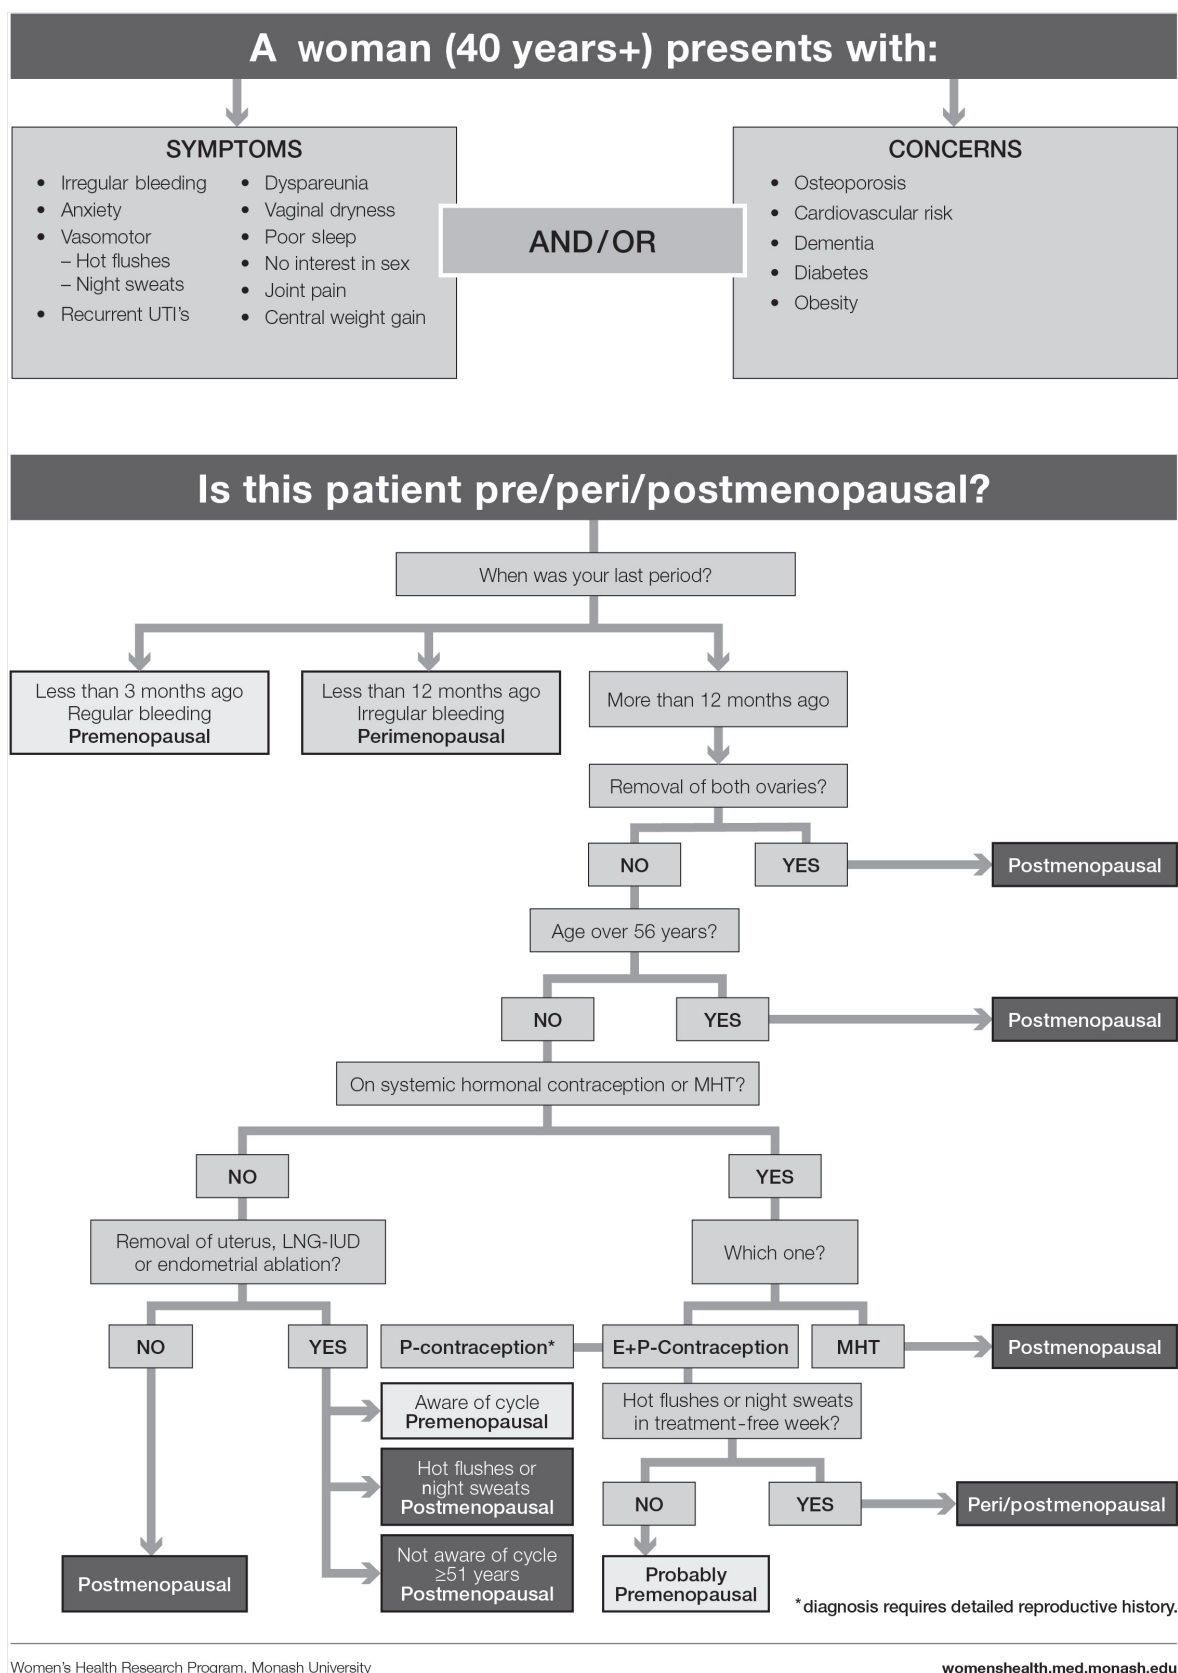 A woman (40 years+) presents with:
SYMPTOMS
• Irregular bleeding
• Anxiety
• Vasomotor
– Hot flushes
– Night sweats
• Recurrent UTI's
• Dyspareunia
• Vaginal dryness
• Poor sleep
• No interest in sex
• Joint pain
• Central weight gain
AND/OR
CONCERNS
• Osteoporosis
• Cardiovascular risk
• Dementia
• Diabetes
• Obesity
Is this patient pre/peri/postmenopausal?
When was your last period?
Less than 3 months ago
Regular bleeding
Premenopausal
Less than 12 months ago
Irregular bleeding
Perimenopausal
More than 12 months ago
Removal of both ovaries?
NO
YES
Postmenopausal
Age over 56 years?
NO
YES
Postmenopausal
On systemic hormonal contraception or MHT?
NO
YES
Removal of uterus, LNG-IUD
or endometrial ablation?
Which one?
NO
YES
P-contraception*
E+P-Contraception
MHT
Postmenopausal
Aware of cycle
Premenopausal
Hot flushes or
night sweats
Postmenopausal
Not aware of cycle
≥51 years
Postmenopausal
Hot flushes or night sweats
in treatment-free week?
NO
YES
Peri/postmenopausal
Postmenopausal
Probably
Premenopausal
*diagnosis requires detailed reproductive history.
Women's Health Research Program, Monash University
womenshealth.med.monash.edu